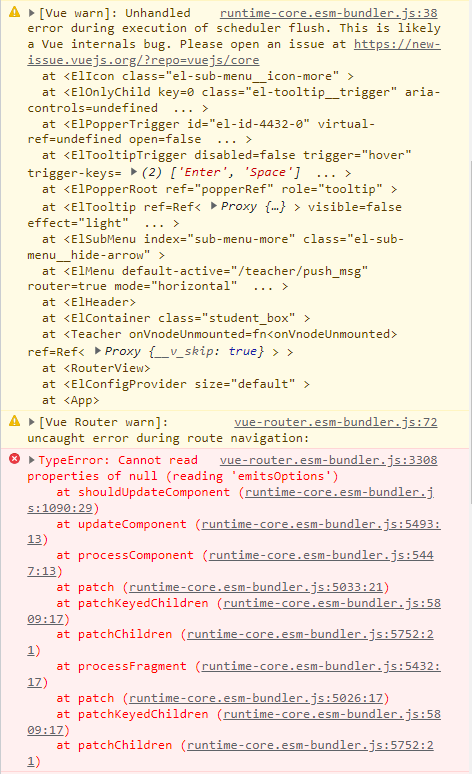 [Vue warn]: Unhandled runtime-core.esm-bundler.js:38
error during execution of scheduler flush. This is likely
a Vue internals bug. Please open an issue at https://new-
issue.vuejs.org/?repo=vuejs/core
at <ElIcon class="el-sub-menu__icon-more" >
at <ElOnlyChild key=0 class="el-tooltip__trigger" aria-
controls=undefined ... >
at <ElPopperTrigger id="el-id-4432-0" virtual-
ref=undefined open=false ... >
at <ElTooltipTrigger disabled=false trigger="hover"
trigger-keys= ▶(2) ['Enter', 'Space'] ... >
at <ElPopperRoot ref="popperRef" role="tooltip" >
at <ElTooltip ref=Ref< ▶Proxy {…} > visible=false
effect="light" ... >
at <ElSubMenu index="sub-menu-more" class="el-sub-
menu__hide-arrow" >
at <ElMenu default-active="/teacher/push_msg"
router=true mode="horizontal" ... >
at <ElHeader>
at <ElContainer class="student_box" >
at <Teacher onVnodeUnmounted=fn<onVnodeUnmounted>
ref=Ref< ▶Proxy {__v_skip: true} > >
at <RouterView>
at <ElConfigProvider size="default" >
at <App>
[Vue Router warn]: vue-router.esm-bundler.js:72
uncaught error during route navigation:
TypeError: Cannot read vue-router.esm-bundler.js:3308
properties of null (reading 'emitsOptions')
at shouldUpdateComponent (runtime-core.esm-bundler.j
s:1090:29)
at updateComponent (runtime-core.esm-bundler.js:5493:
13)
at processComponent (runtime-core.esm-bundler.js:544
7:13)
at patch (runtime-core.esm-bundler.js:5033:21)
at patchKeyedChildren (runtime-core.esm-bundler.js:58
09:17)
at patchChildren (runtime-core.esm-bundler.js:5752:2
1)
at processFragment (runtime-core.esm-bundler.js:5432:
17)
at patch (runtime-core.esm-bundler.js:5026:17)
at patchKeyedChildren (runtime-core.esm-bundler.js:58
09:17)
at patchChildren (runtime-core.esm-bundler.js:5752:2
1)